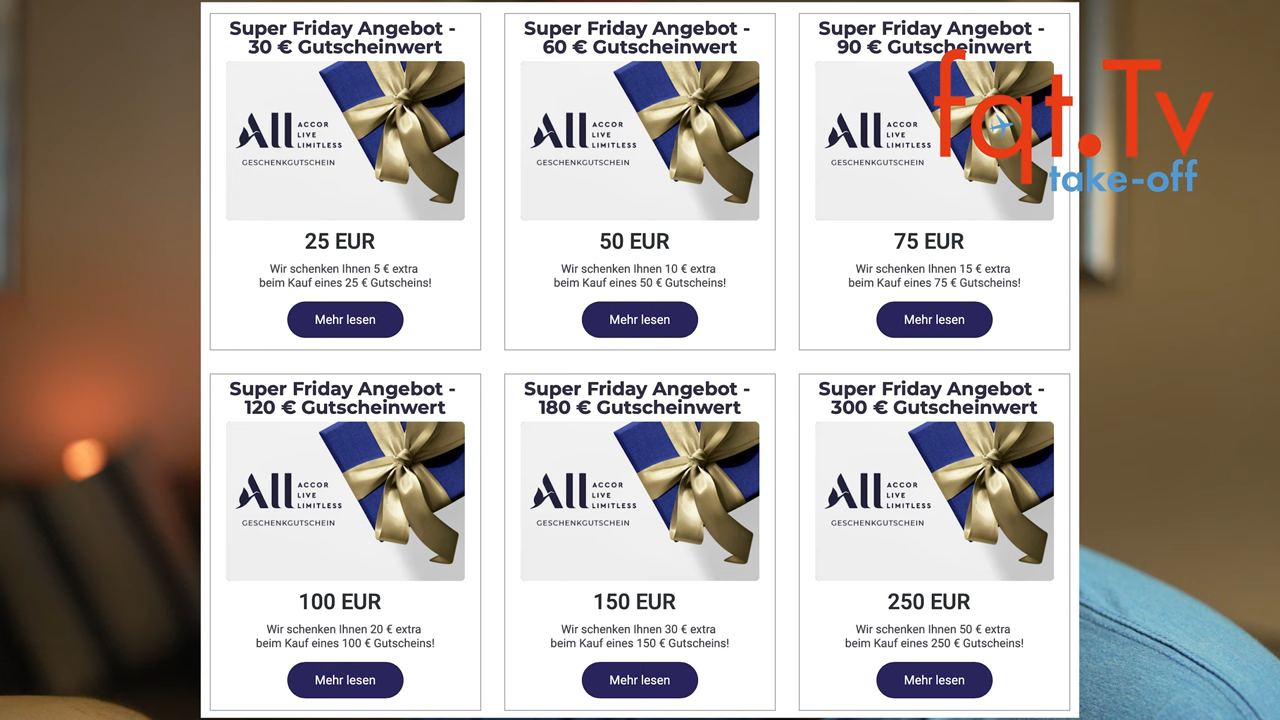 Super Friday Angebot -
30 € Gutscheinwert
All ACCOR
LIVE
LIMITLESS
GESCHENKGUTSCHEIN
25 EUR
Wir schenken Ihnen 5 € extra
beim Kauf eines 25 € Gutscheins!
Mehr lesen
Super Friday Angebot -
60 € Gutscheinwert
All ACCOR
LIVE
LIMITLESS
GESCHENKGUTSCHEIN
50 EUR
Wir schenken Ihnen 10 € extra
beim Kauf eines 50 € Gutscheins!
Mehr lesen
Super Friday Angebot -
90 € Gutscheinwert
All ACCOR
LIVE
LIMITLESS
GESCHENKGUTSCHEIN
75 EUR
Wir schenken Ihnen 15 € extra
beim Kauf eines 75 € Gutscheins!
Mehr lesen
fqt.Tv
take-off
Super Friday Angebot -
120 € Gutscheinwert
All ACCOR
LIVE
LIMITLESS
GESCHENKGUTSCHEIN
100 EUR
Wir schenken Ihnen 20 € extra
beim Kauf eines 100 € Gutscheins!
Mehr lesen
Super Friday Angebot -
180 € Gutscheinwert
All ACCOR
LIVE
LIMITLESS
GESCHENKGUTSCHEIN
150 EUR
Wir schenken Ihnen 30 € extra
beim Kauf eines 150 € Gutscheins!
Mehr lesen
Super Friday Angebot -
300 € Gutscheinwert
All ACCOR
LIVE
LIMITLESS
GESCHENKGUTSCHEIN
250 EUR
Wir schenken Ihnen 50 € extra
beim Kauf eines 250 € Gutscheins!
Mehr lesen